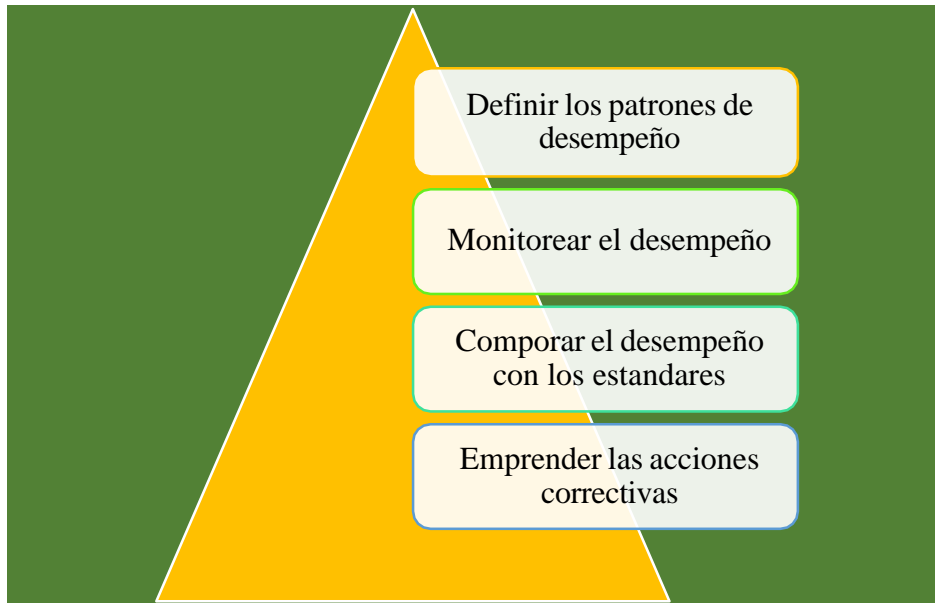 Definir los patrones de
desempeño
Monitorear el desempeño
Comporar el desempeño
con los estandares
Emprender las acciones
correctivas